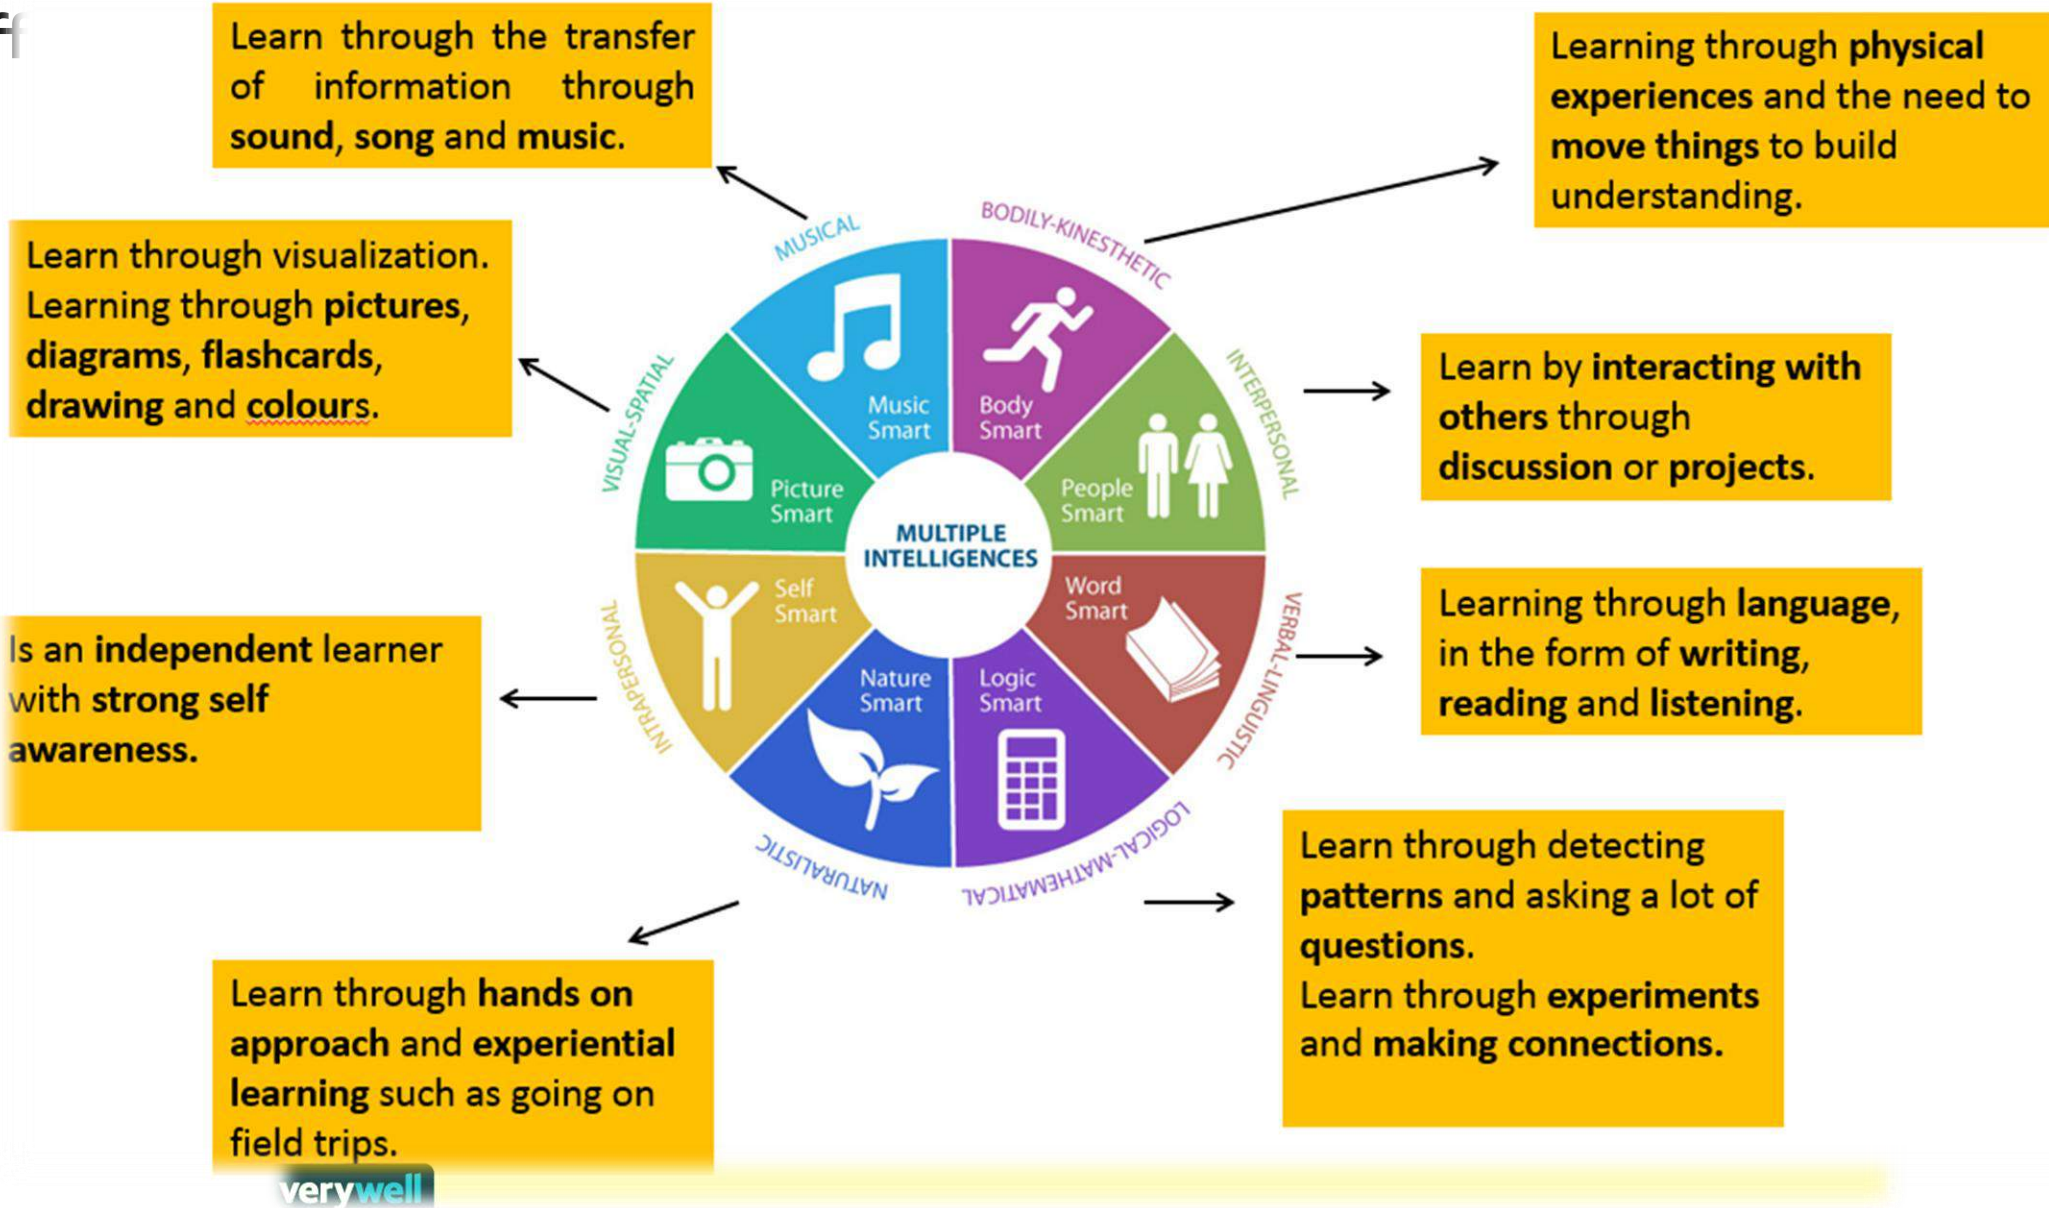 Learn through the transfer
of information through
sound, song and music.
Learning through physical
experiences and the need to
move things to build
understanding.
Learn through visualization.
Learning through pictures,
diagrams, flashcards,
drawing and colours.
Learn by interacting with
others through
discussion or projects.
Is an independent learner
with strong self
awareness.
Learning through language,
in the form of writing,
reading and listening.
Learn through hands on
approach and experiential
learning such as going on
field trips.
Learn through detecting
patterns and asking a lot of
questions.
Learn through experiments
and making connections.
MUSICAL
BODILY-KINESTHETIC
INTERPERSONAL
VERBAL-LINGUISTIC
LOGICAL-MATHEMATICAL
NATURALISTIC
INTRAPERSONAL
VISUAL-SPATIAL
Music
Smart
Body
Smart
People
Smart
Word
Smart
Logic
Smart
Nature
Smart
Self
Smart
Picture
Smart
MULTIPLE
INTELLIGENCES
verywell